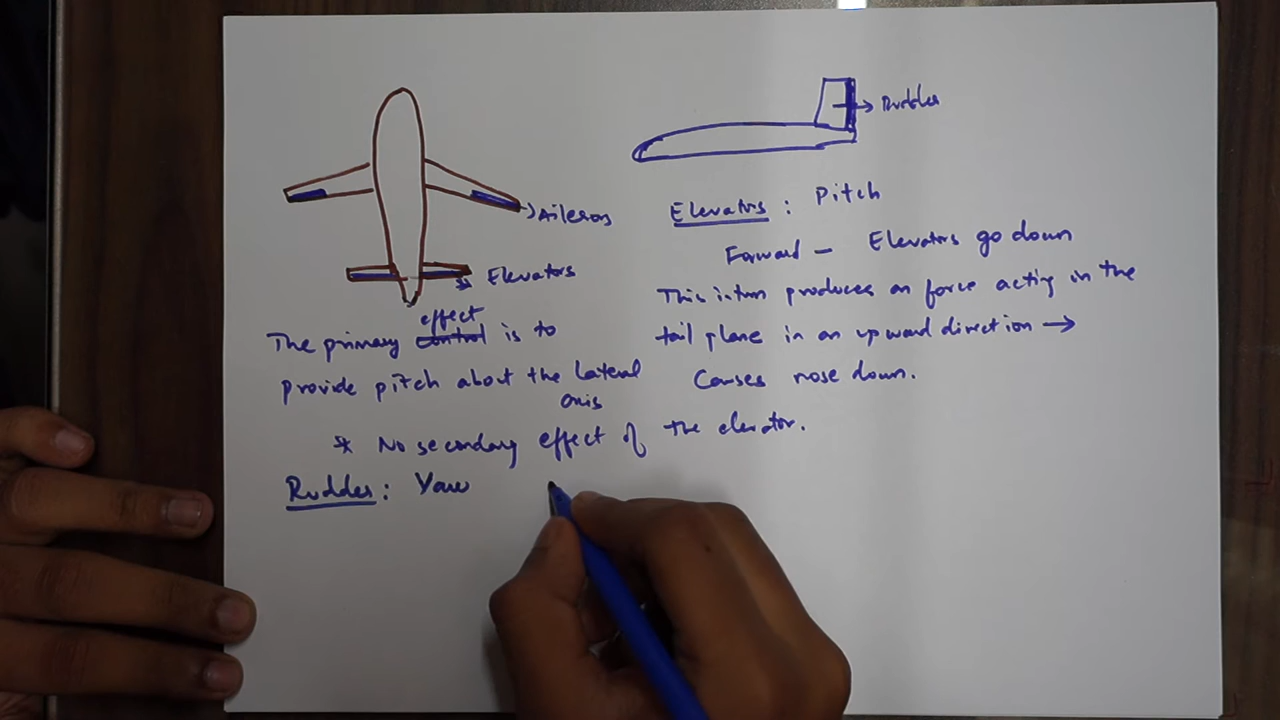 Rudder
Ailerons
Elevators : Pitch
Forward - Elevators go down
Elevators
This inturn produces an force acting in the
effect
The primary control is to
tail plane in an upward direction →
provide pitch about the lateral
axis
Causes nose down.
* No secondary effect of the elevator.
Rudder : Yaw